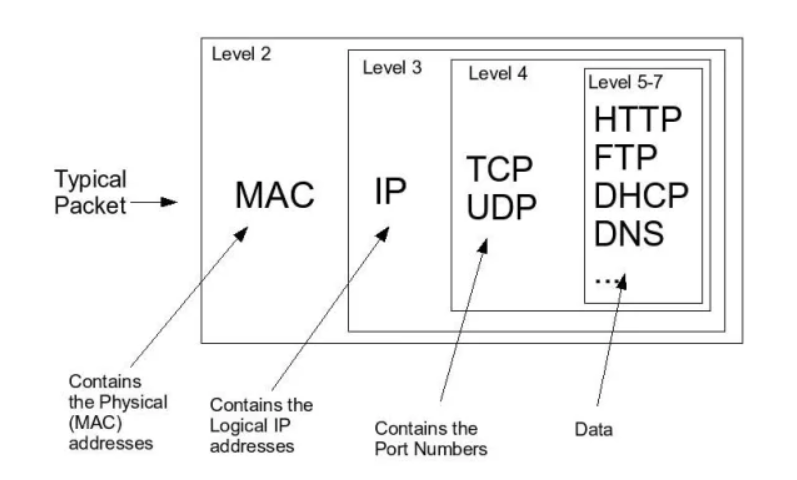 Level 2
Level 3
Level 4
Level 5-7
Typical
Packet
MAC
IP
TCP
UDP
HTTP
FTP
DHCP
DNS
...
Contains
the Physical
(MAC)
addresses
Contains the
Logical IP
addresses
Contains the
Port Numbers
Data